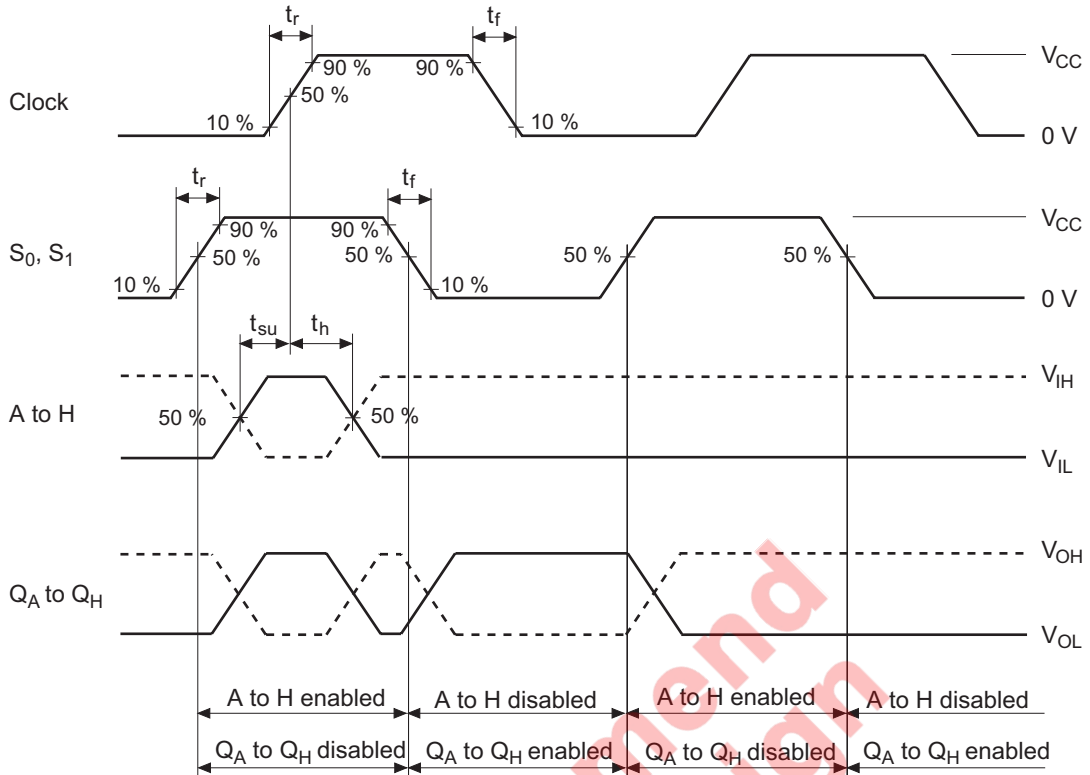 tr tf
VCC
90 % 90 %
Clock 50 %
10 % 10 %
0 V
tr tf
VCC
90 % 90 %
S0, S1 50 % 50 % 50 % 50 %
10 % 10 %
0 V
tsu th
VIH
A to H 50 % 50 %
VIL
VOH
QA to QH
VOL
A to H enabled A to H disabled A to H enabled A to H disabled
QA to QH disabled QA to QH enabled QA to QH disabled QA to QH enabled